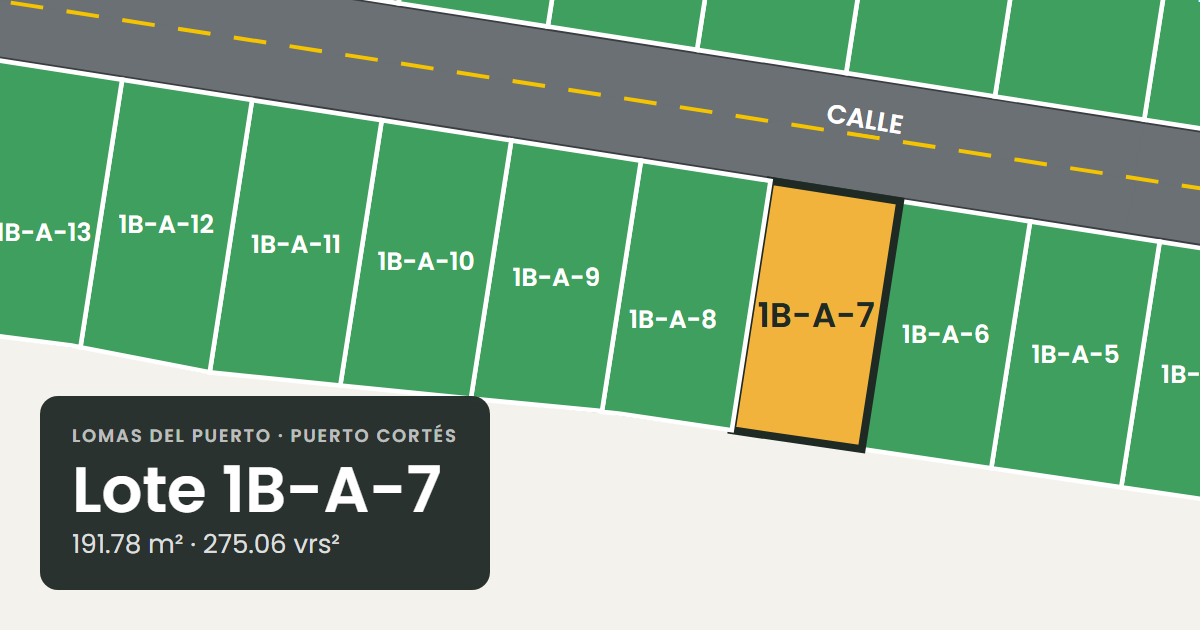 CALLE
1B-A-13
1B-A-12
1B-A-11
1B-A-10
1B-A-9
1B-A-8
1B-A-7
1B-A-6
1B-A-5
1B-
LOMAS DEL PUERTO · PUERTO CORTÉS
Lote 1B-A-7
191.78 m² · 275.06 vrs²